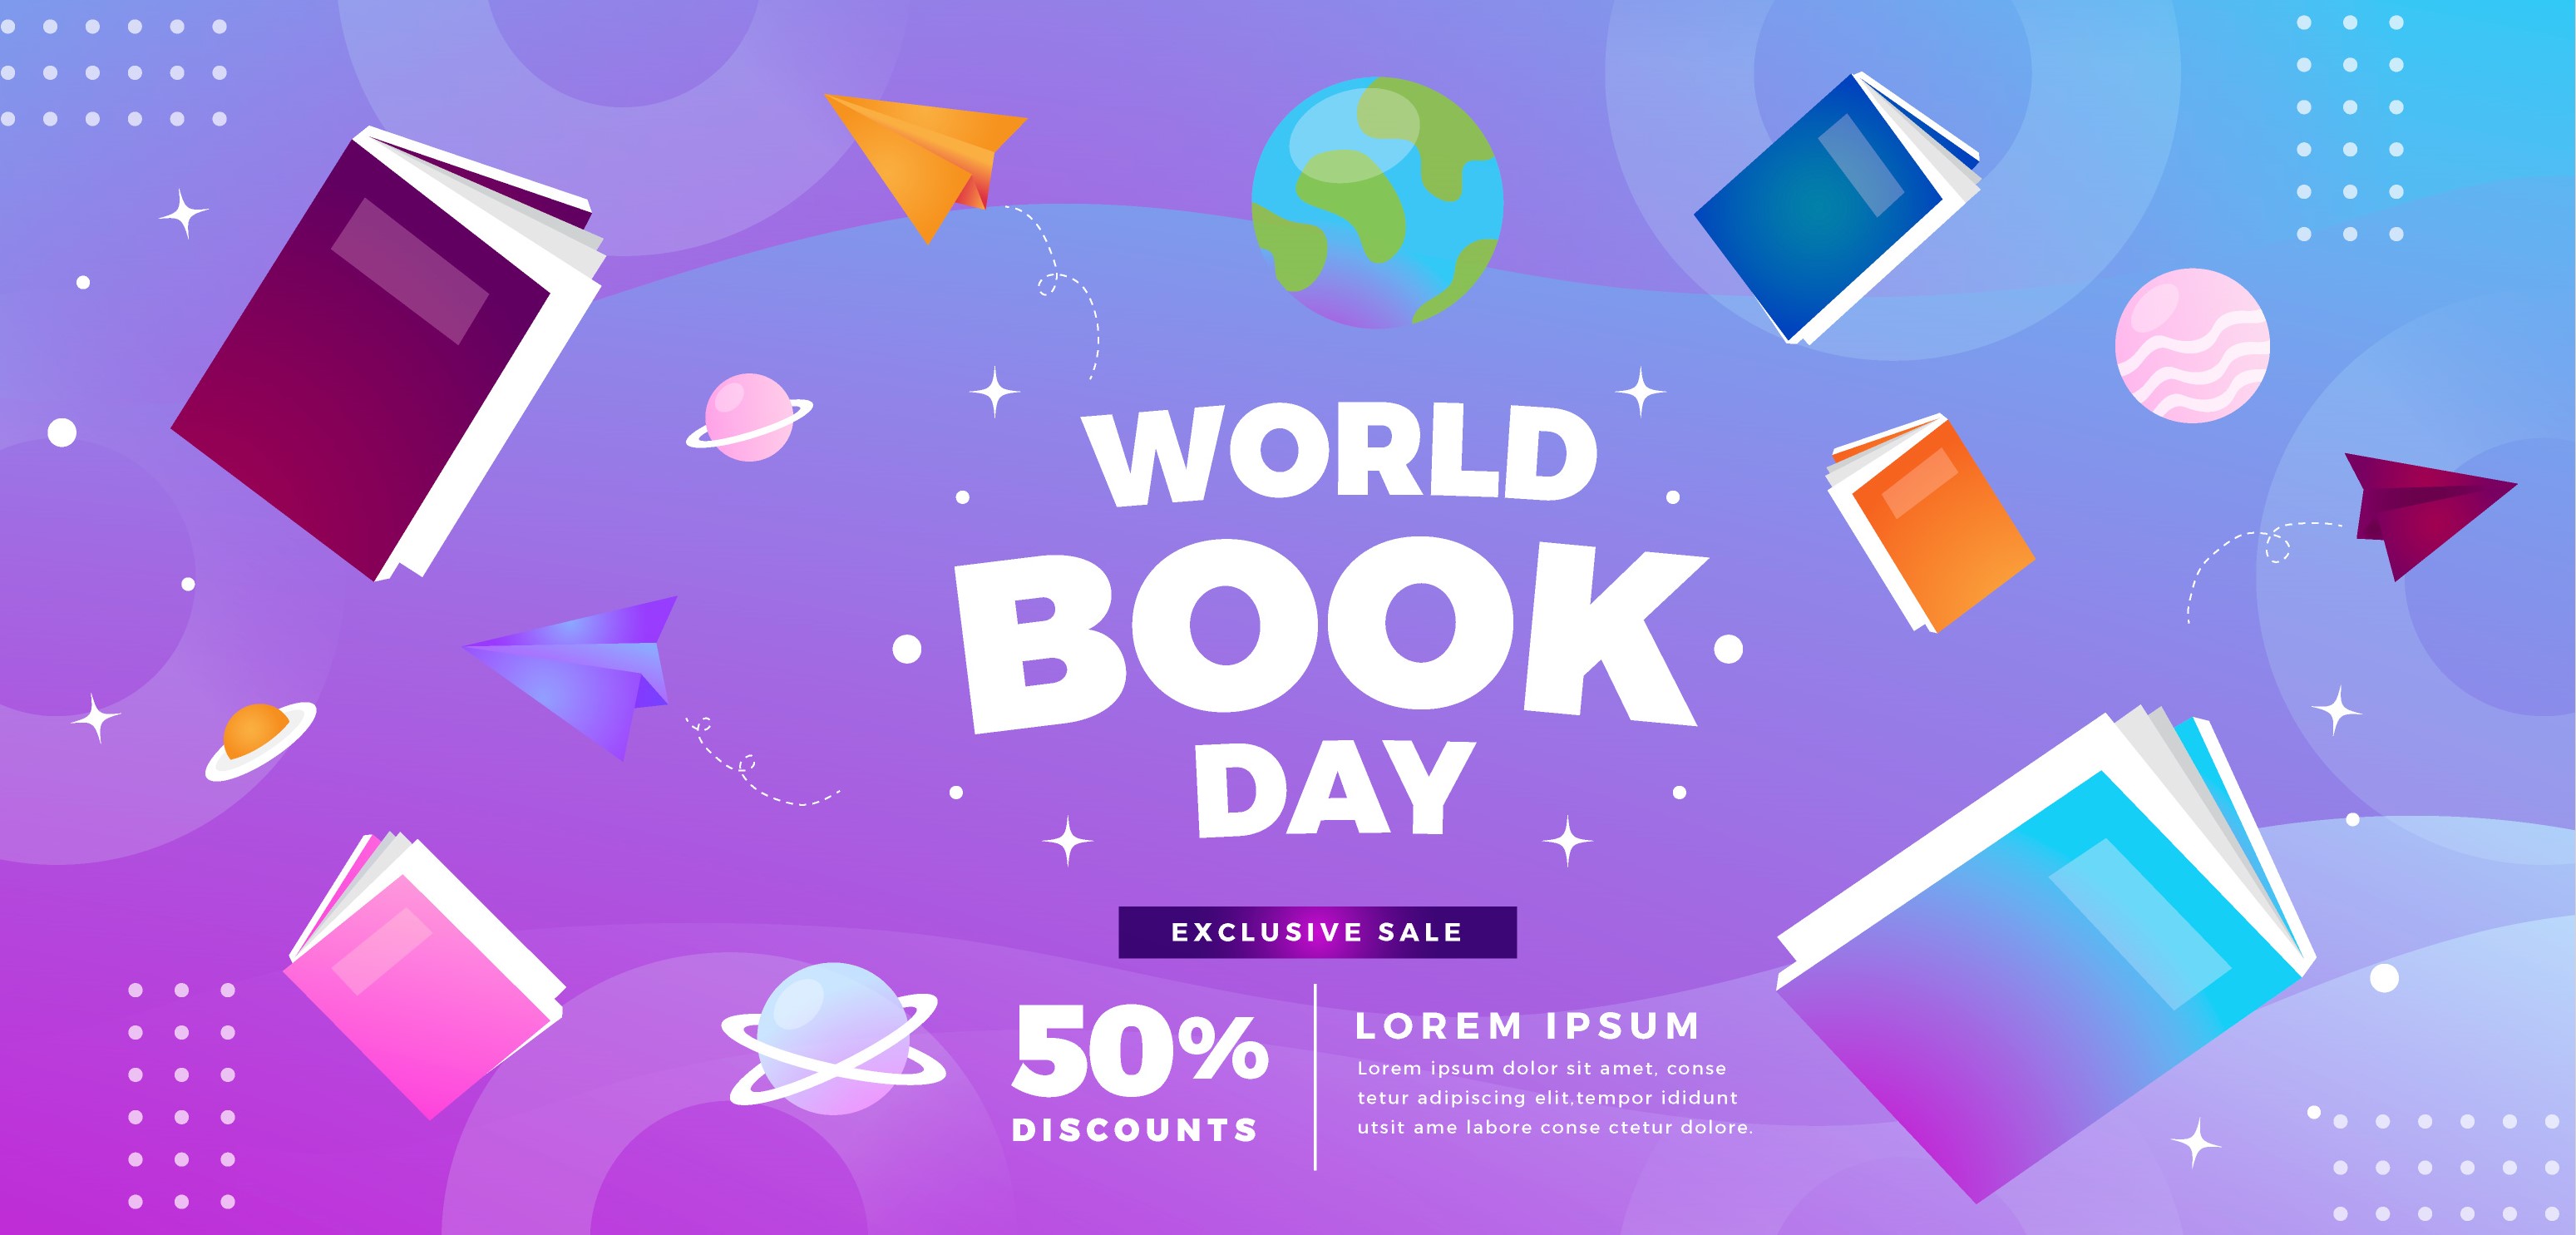 WORLD
BOOK
DAY
EXCLUSIVE SALE
50%
DISCOUNTS
LOREM IPSUM
Lorem ipsum dolor sit amet, conse
tetur adipiscing elit,tempor ididunt
utsit ame labore conse ctetur dolore.